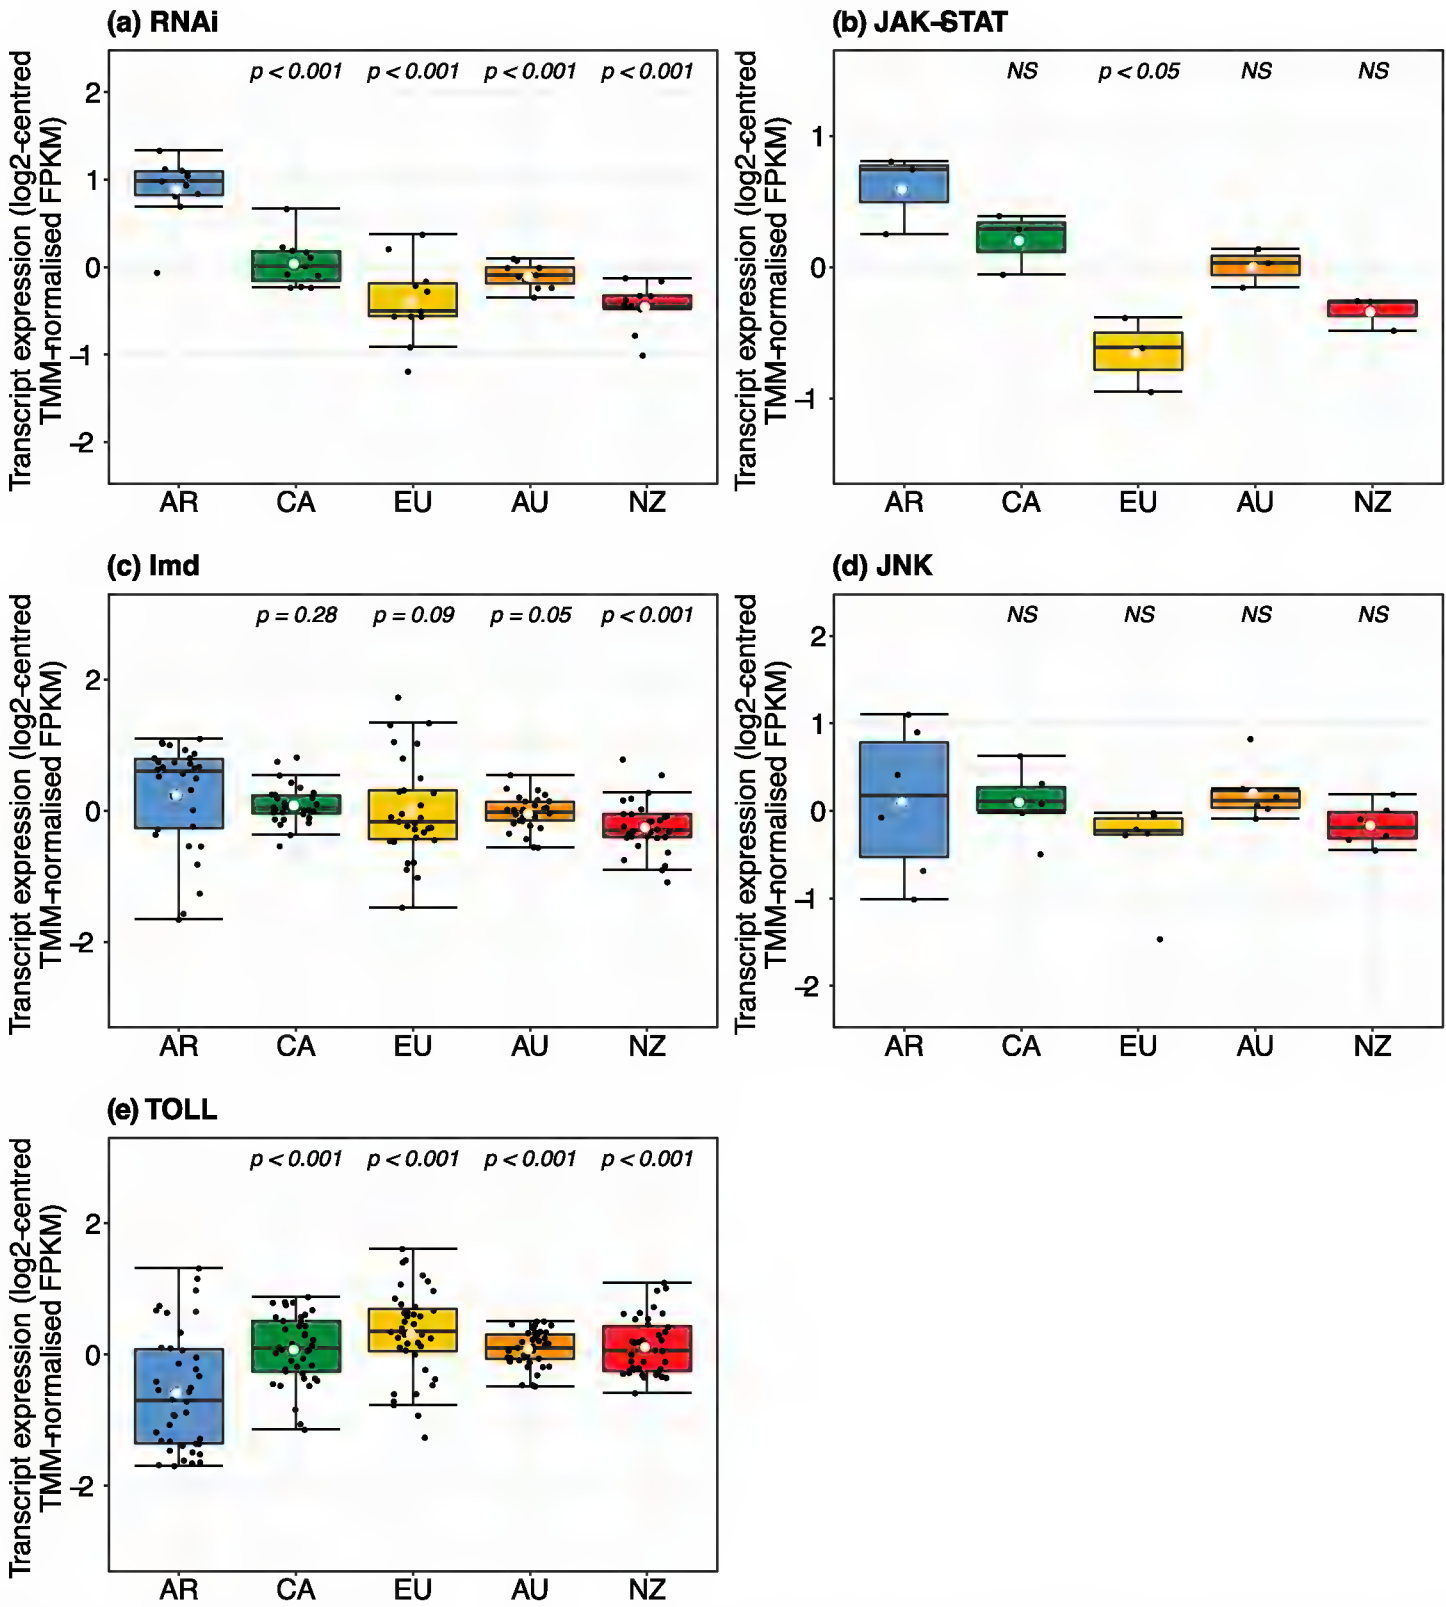 (a) RNAi
Transcript expression (log2-centred
TMM-normalised FPKM)
p < 0.001 p < 0.001 p < 0.001 p < 0.001
2
1
0
-1
-2
AR CA EU AU NZ
(b) JAK-STAT
Transcript expression (log2-centred
TMM-normalised FPKM)
NS p < 0.05 NS NS
1
0
-1
AR CA EU AU NZ
(c) Imd
Transcript expression (log2-centred
TMM-normalised FPKM)
p = 0.28 p = 0.09 p = 0.05 p < 0.001
2
0
-2
AR CA EU AU NZ
(d) JNK
Transcript expression (log2-centred
TMM-normalised FPKM)
NS NS NS NS
2
1
0
-1
-2
AR CA EU AU NZ
(e) TOLL
Transcript expression (log2-centred
TMM-normalised FPKM)
p < 0.001 p < 0.001 p < 0.001 p < 0.001
2
0
-2
AR CA EU AU NZ